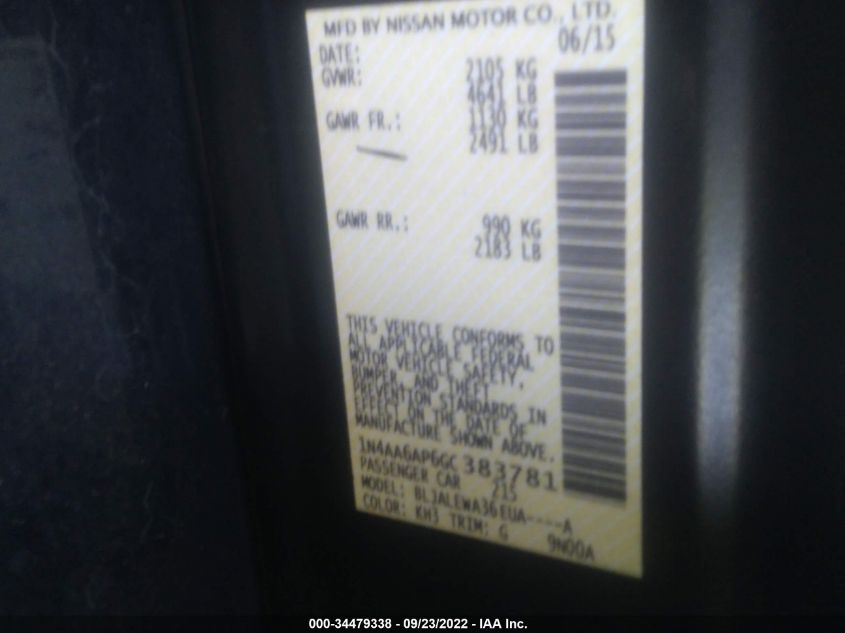 MFD BY NISSAN MOTOR CO., LTD.
DATE: 06/15
GVWR: 2105 KG
4641 LB
GAWR FR.: 1130 KG
2491 LB
GAWR RR.: 990 KG
2183 LB
THIS VEHICLE CONFORMS TO
ALL APPLICABLE FEDERAL
MOTOR VEHICLE SAFETY,
BUMPER, AND THEFT
PREVENTION STANDARDS IN
EFFECT ON THE DATE OF
MANUFACTURE SHOWN ABOVE.
1N4AA6AP6GC383781
PASSENGER CAR 215
MODEL: BLJALEWA36EUA----A
COLOR: KH3 TRIM: G 9N00A
000-34479338 - 09/23/2022 - IAA Inc.